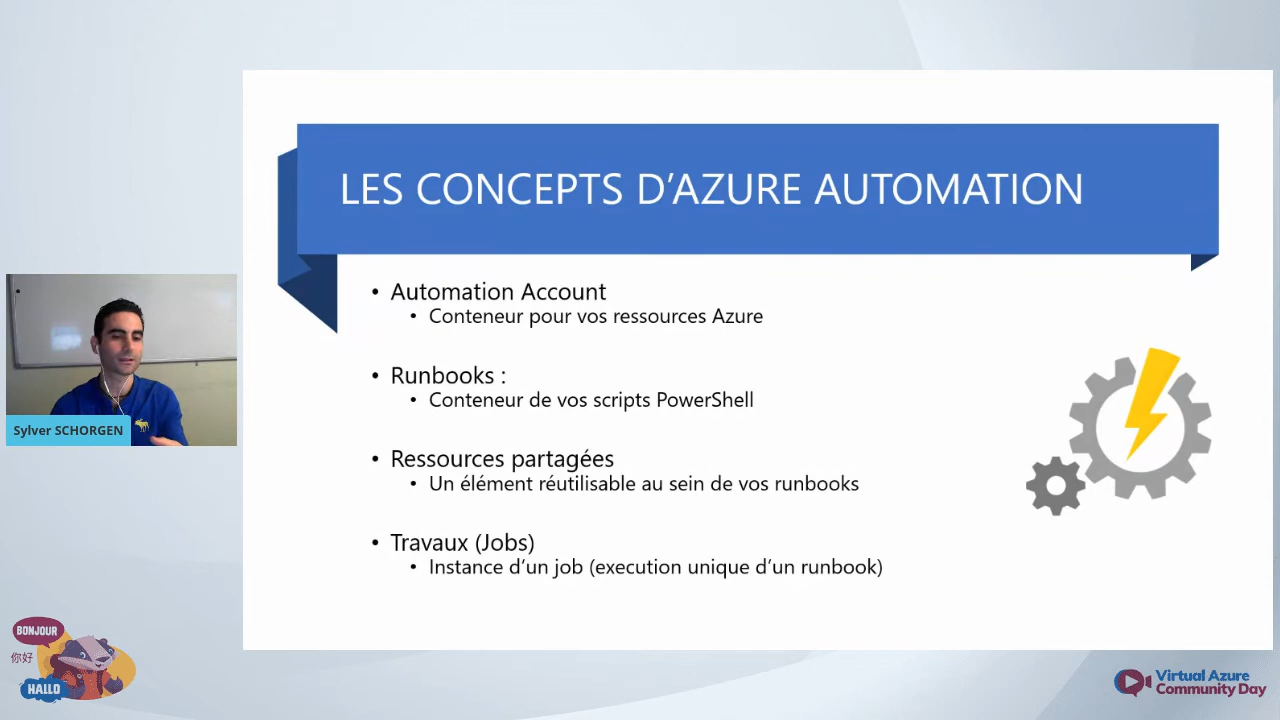 LES CONCEPTS D’AZURE AUTOMATION
• Automation Account
• Conteneur pour vos ressources Azure
• Runbooks :
• Conteneur de vos scripts PowerShell
• Ressources partagées
• Un élément réutilisable au sein de vos runbooks
• Travaux (Jobs)
• Instance d’un job (execution unique d’un runbook)
Sylver SCHORGEN
BONJOUR
你好
HALLO
Virtual Azure
Community Day